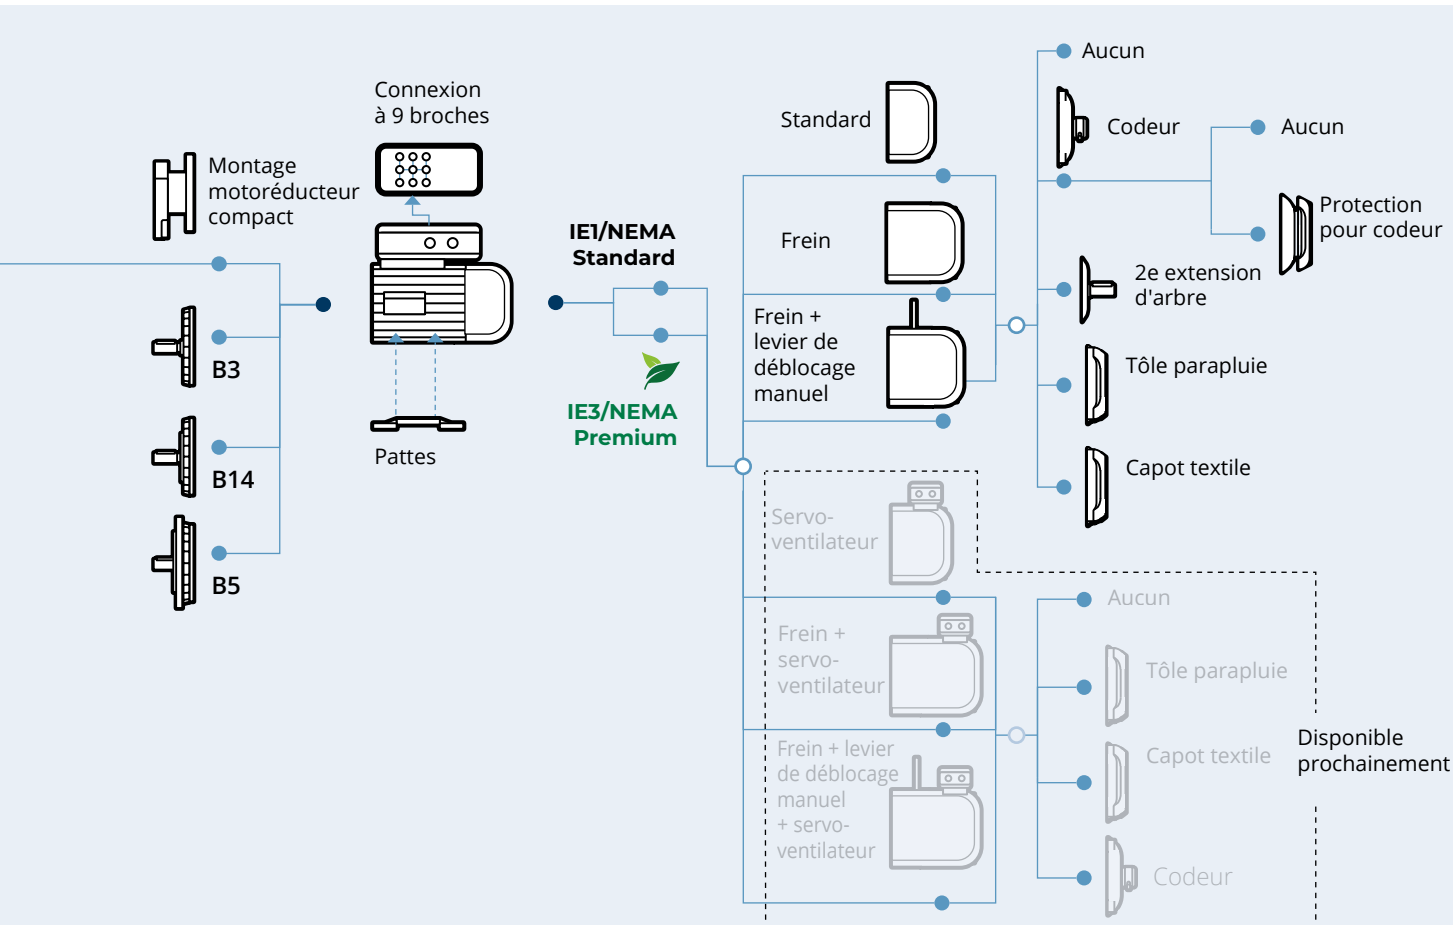 Connexion
à 9 broches
Montage
motoréducteur
compact
B3
B14
B5
Pattes
IE1/NEMA
Standard
IE3/NEMA
Premium
Standard
Frein
Frein +
levier de
déblocage
manuel
Aucun
Codeur
Aucun
Protection
pour codeur
2e extension
d'arbre
Tôle parapluie
Capot textile
Servo-
ventilateur
Frein +
servo-
ventilateur
Frein + levier
de déblocage
manuel
+ servo-
ventilateur
Aucun
Tôle parapluie
Capot textile
Codeur
Disponible
prochainement